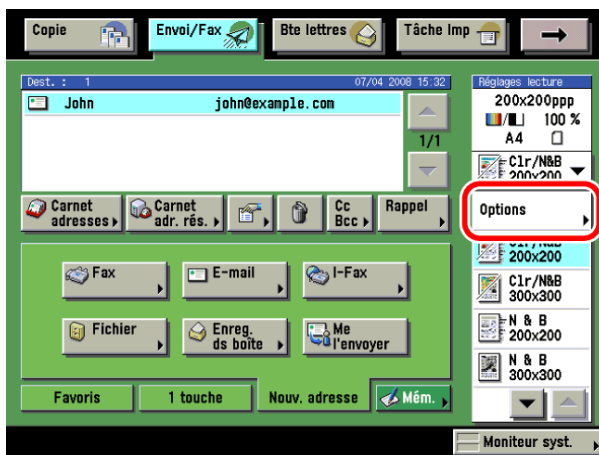 Copie
Envoi/Fax
Bte lettres
Tâche Imp
Dest. : 1
07/04 2008 15:32
John john@example.com
1/1
Carnet
adresses
Carnet
adr. rés.
Cc
Bcc
Rappel
Fax
E-mail
I-Fax
Fichier
Enreg.
ds boîte
Me
l'envoyer
Favoris
1 touche
Nouv. adresse
Mém.
Réglages lecture
200x200ppp
100 %
A4
Clr/N&B
200x200
Options
Clr/N&B
200x200
Clr/N&B
300x300
N & B
200x200
N & B
300x300
Moniteur syst.